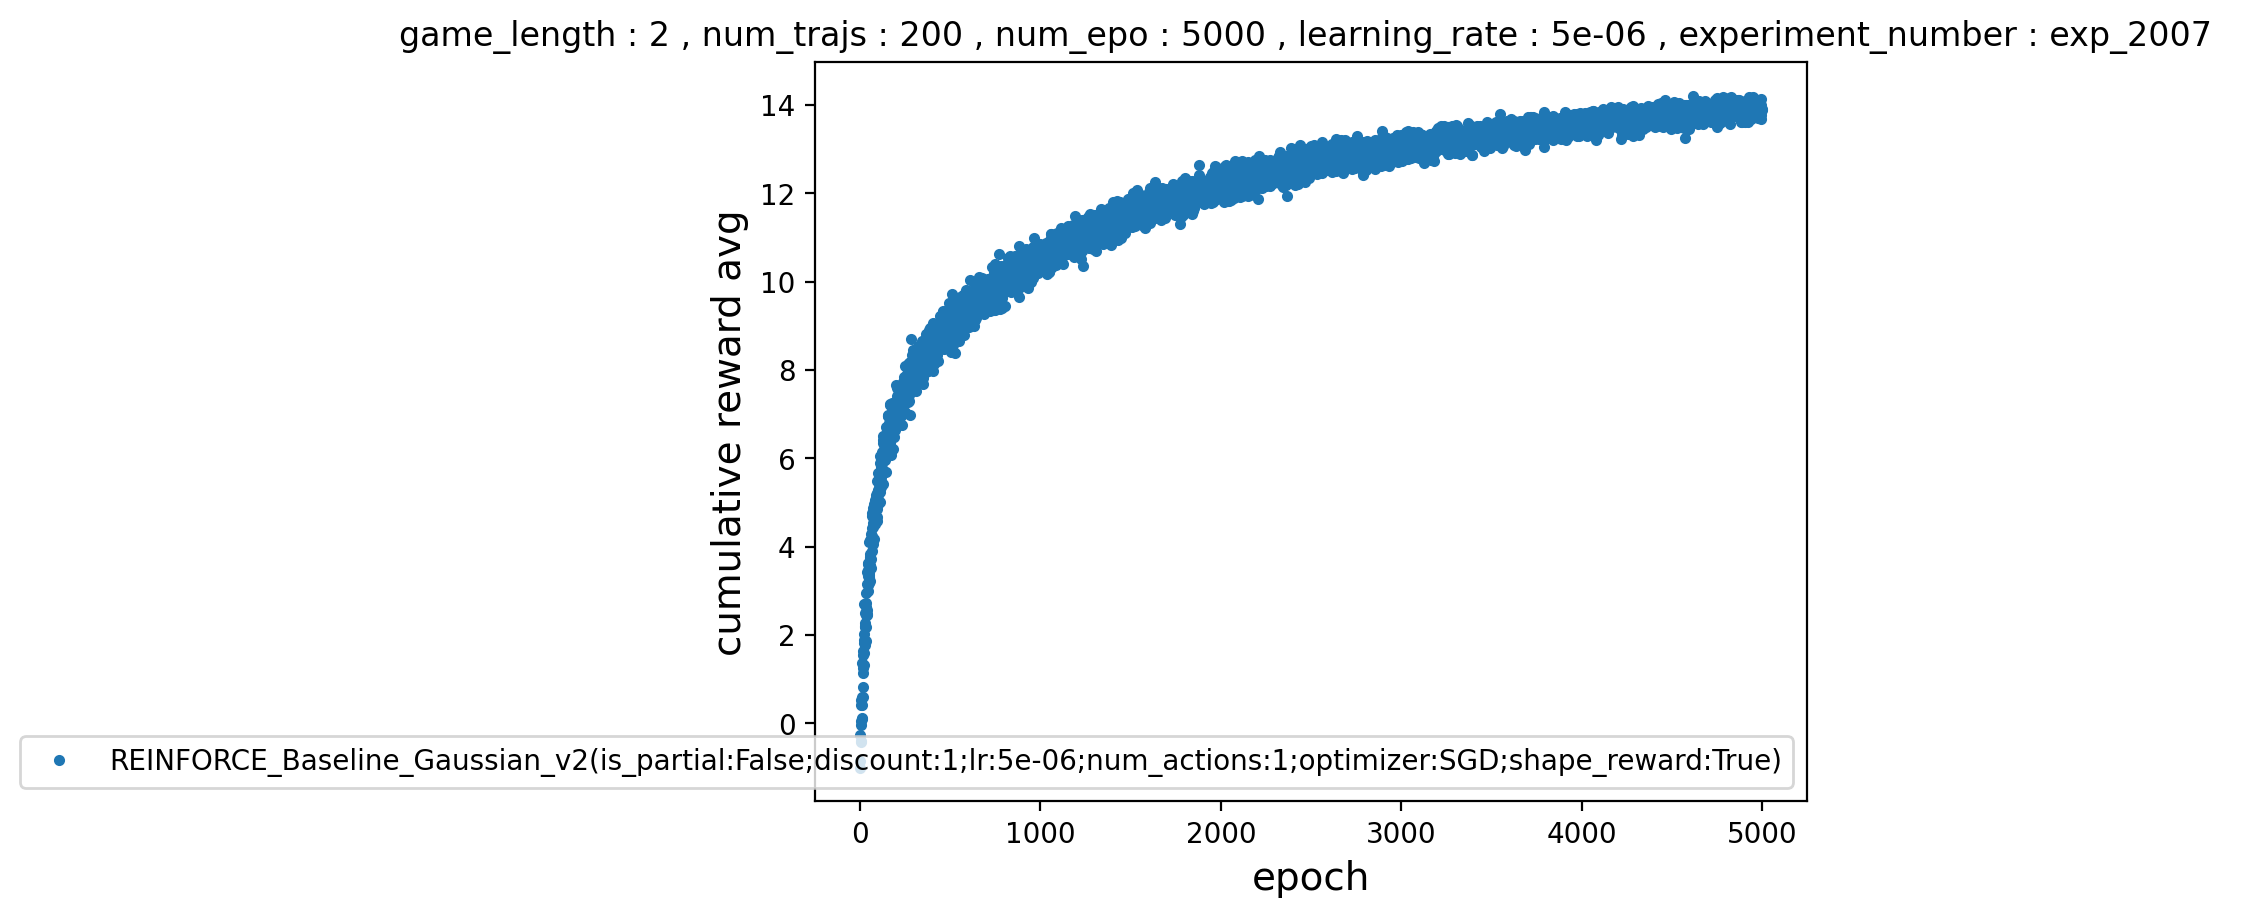 game_length : 2 , num_trajs : 200 , num_epo : 5000 , learning_rate : 5e-06 , experiment_number : exp_2007
14
12
10
8
6
4
2
0
cumulative reward avg
REINFORCE_Baseline_Gaussian_v2(is_partial:False;discount:1;lr:5e-06;num_actions:1;optimizer:SGD;shape_reward:True)
0 1000 2000 3000 4000 5000
epoch